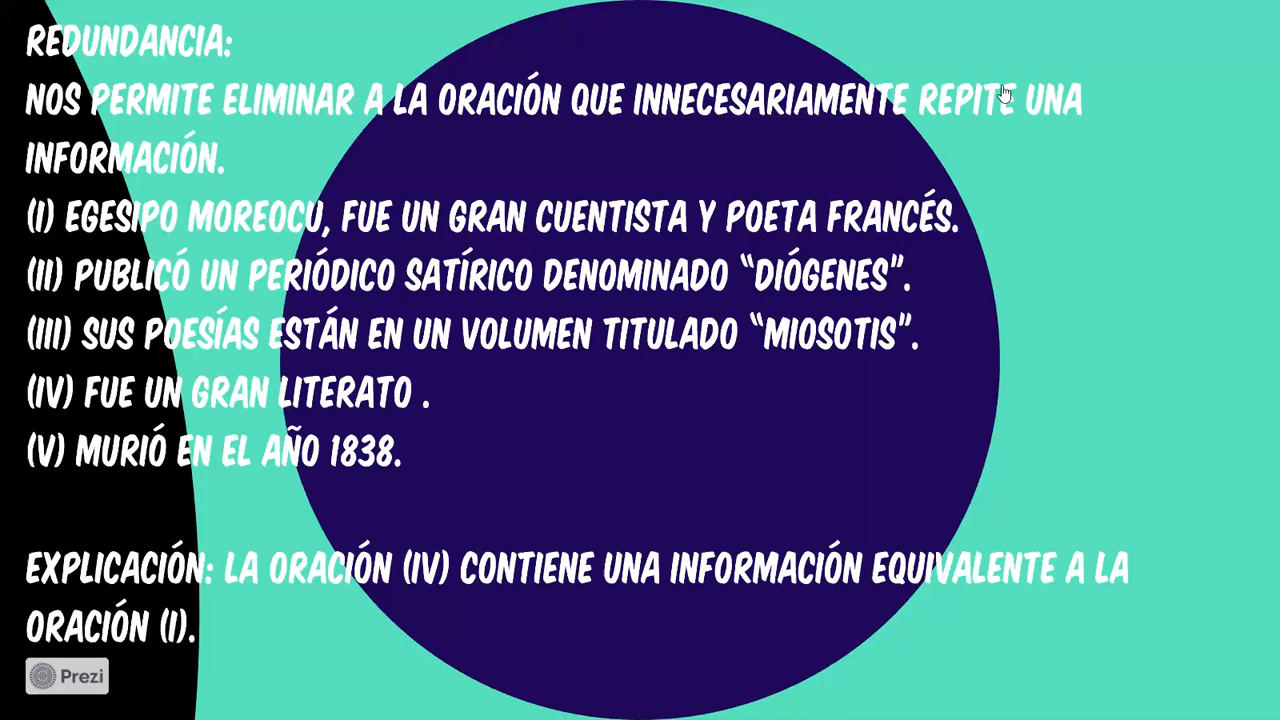 REDUNDANCIA:
NOS PERMITE ELIMINAR A LA ORACIÓN QUE INNECESARIAMENTE REPITE UNA
INFORMACIÓN.
(I) EGESIPO MOREOCU, FUE UN GRAN CUENTISTA Y POETA FRANCÉS.
(II) PUBLICÓ UN PERIÓDICO SATÍRICO DENOMINADO “DIÓGENES”.
(III) SUS POESÍAS ESTÁN EN UN VOLUMEN TITULADO “MIOSOTIS”.
(IV) FUE UN GRAN LITERATO .
(V) MURIÓ EN EL AÑO 1838.
EXPLICACIÓN: LA ORACIÓN (IV) CONTIENE UNA INFORMACIÓN EQUIVALENTE A LA
ORACIÓN (I).
Prezi